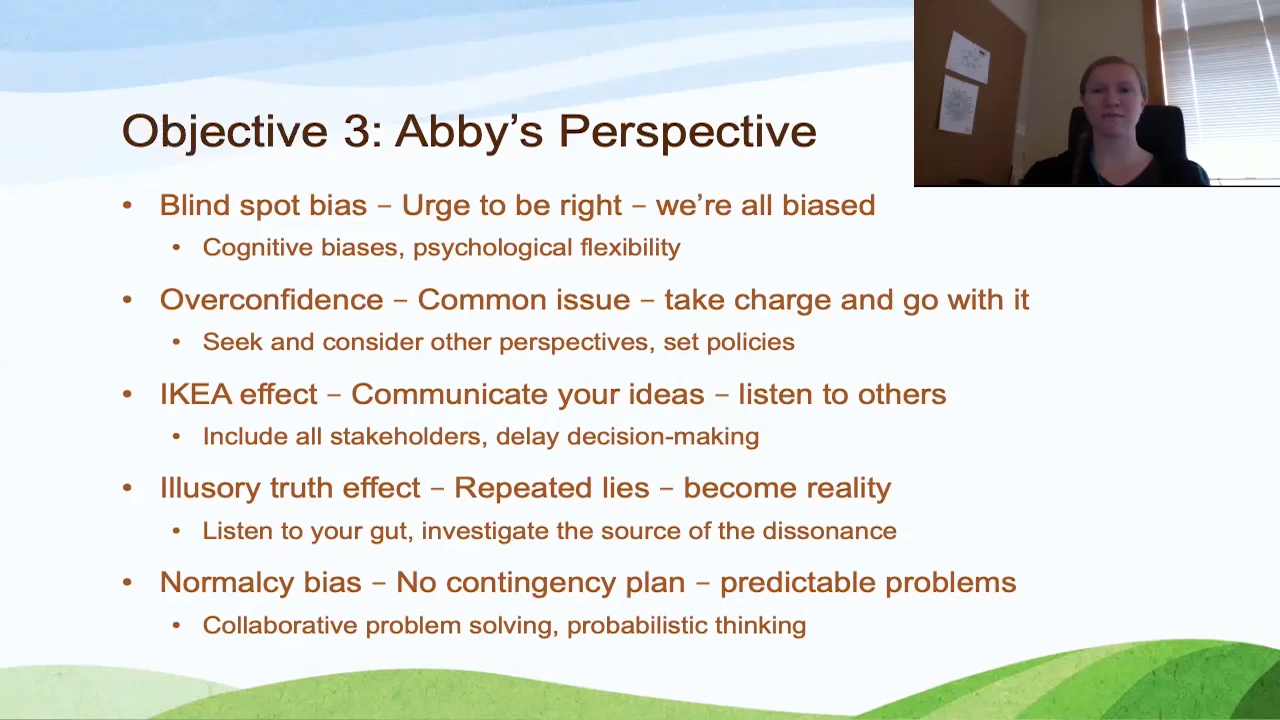 Objective 3: Abby’s Perspective
• Blind spot bias – Urge to be right – we’re all biased
• Cognitive biases, psychological flexibility
• Overconfidence – Common issue – take charge and go with it
• Seek and consider other perspectives, set policies
• IKEA effect – Communicate your ideas – listen to others
• Include all stakeholders, delay decision-making
• Illusory truth effect – Repeated lies – become reality
• Listen to your gut, investigate the source of the dissonance
• Normalcy bias – No contingency plan – predictable problems
• Collaborative problem solving, probabilistic thinking